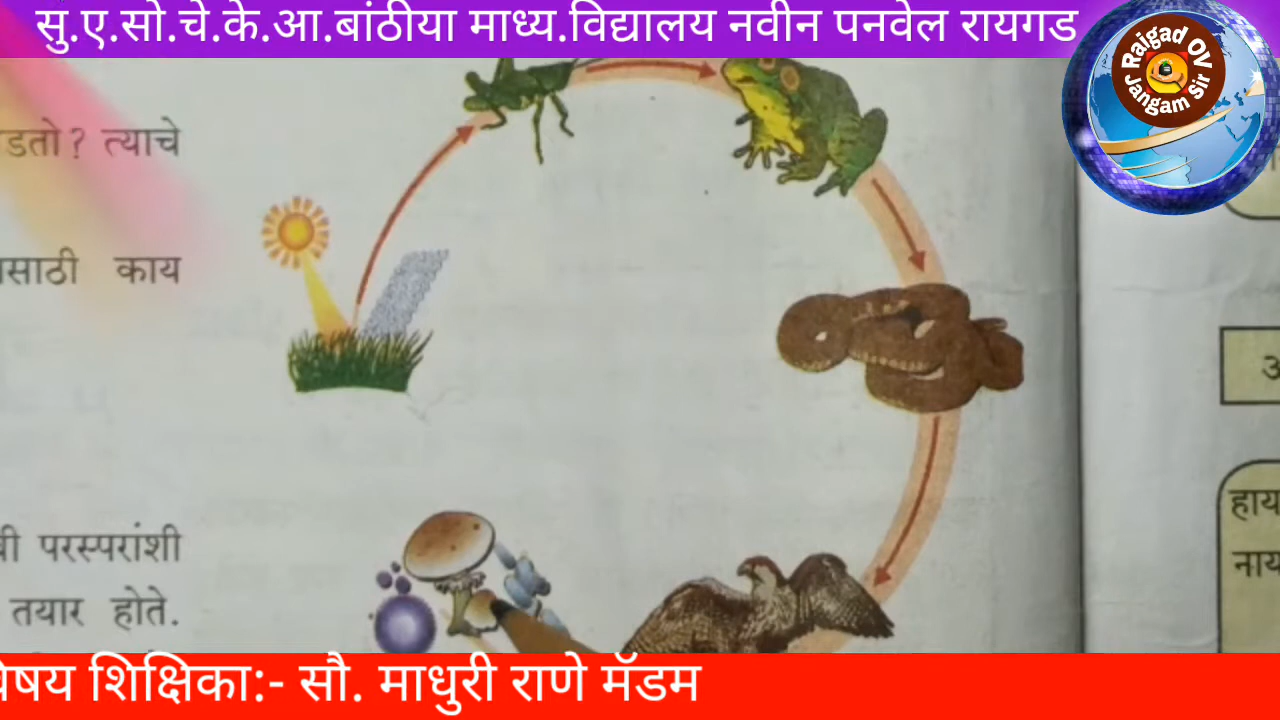 सु.ए.सो.चे.के.आ.बांठीया माध्य.विद्यालय नवीन पनवेल रायगड
Raigad OV
Jangam Sir
डतो? त्याचे
साठी काय
परस्परांशी
तयार होते.
हाय
नाय
विषय शिक्षिका:- सौ. माधुरी राणे मॅडम